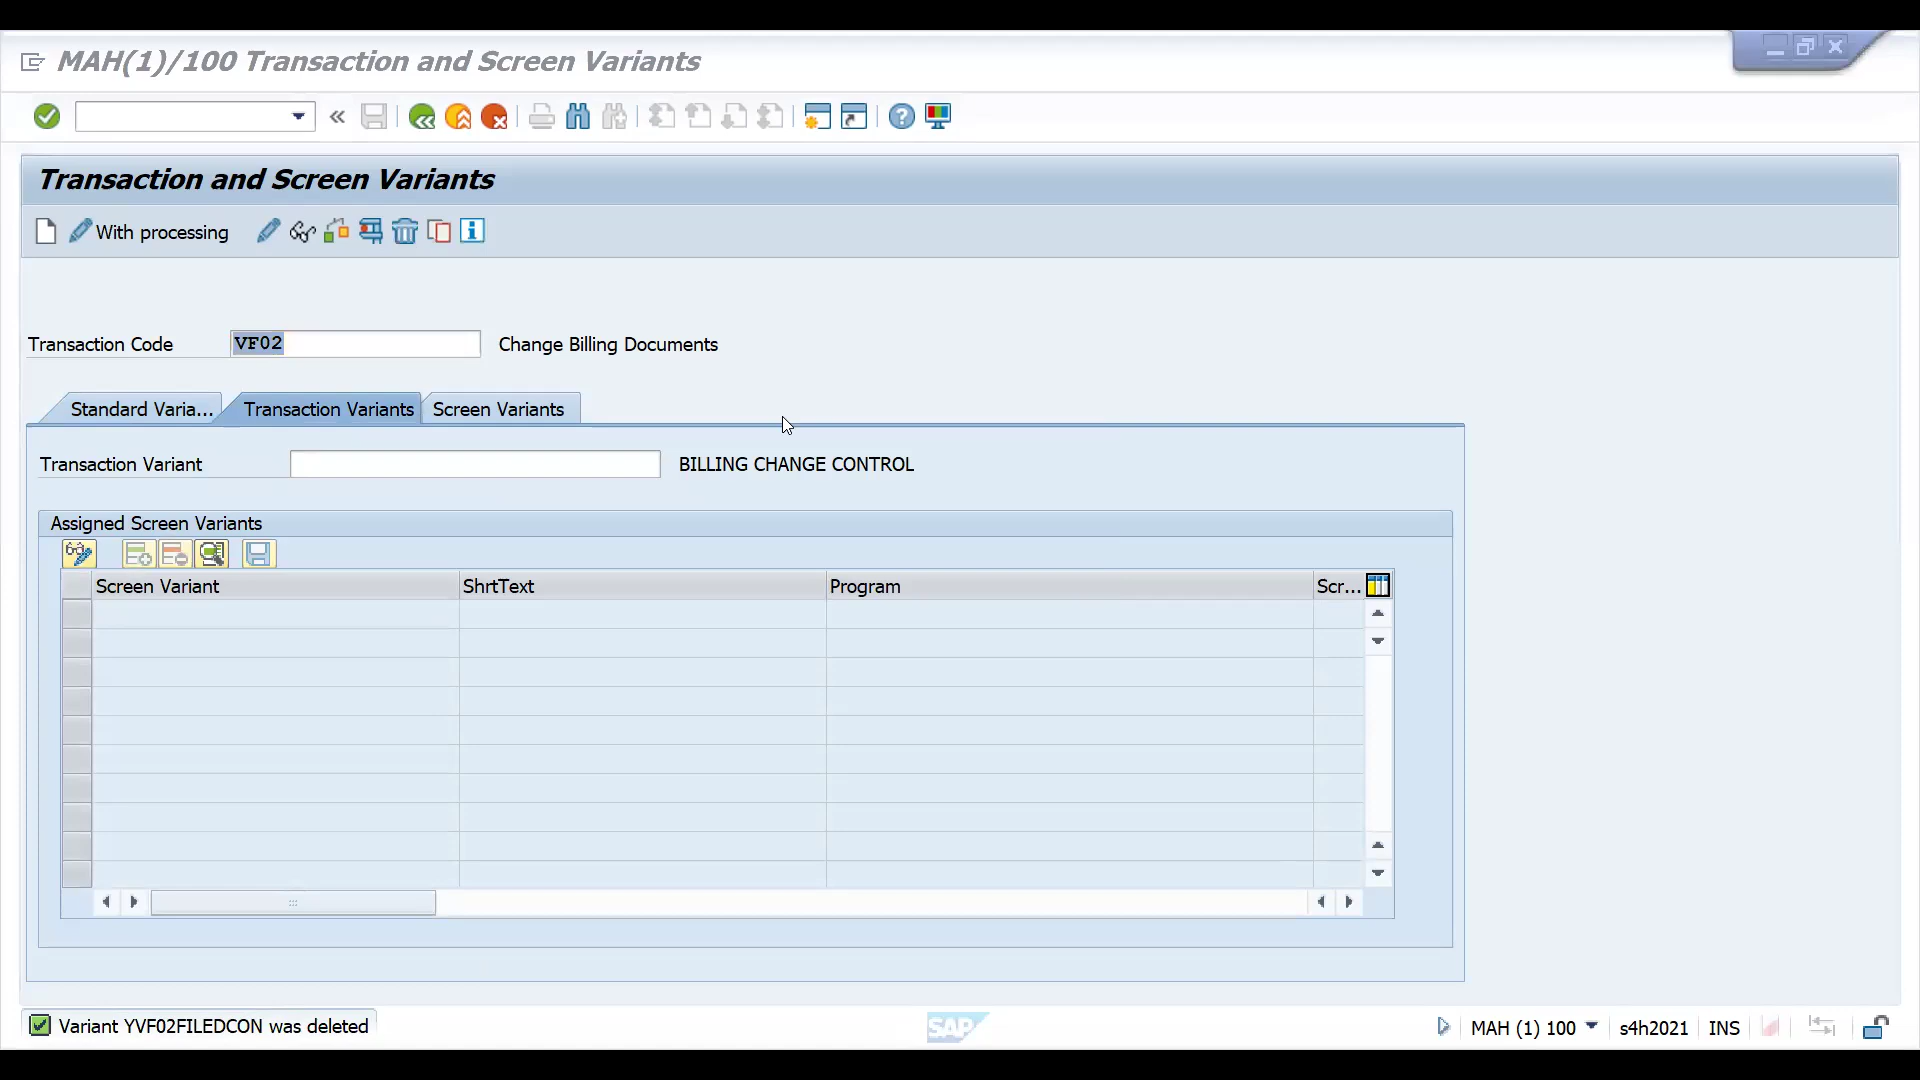 MAH(1)/100 Transaction and Screen Variants
Transaction and Screen Variants
With processing
Transaction Code VF02 Change Billing Documents
Standard Varia... Transaction Variants Screen Variants
Transaction Variant BILLING CHANGE CONTROL
Assigned Screen Variants
Screen Variant ShrtText Program Scr...
Variant YVF02FILEDCON was deleted SAP MAH (1) 100 s4h2021 INS